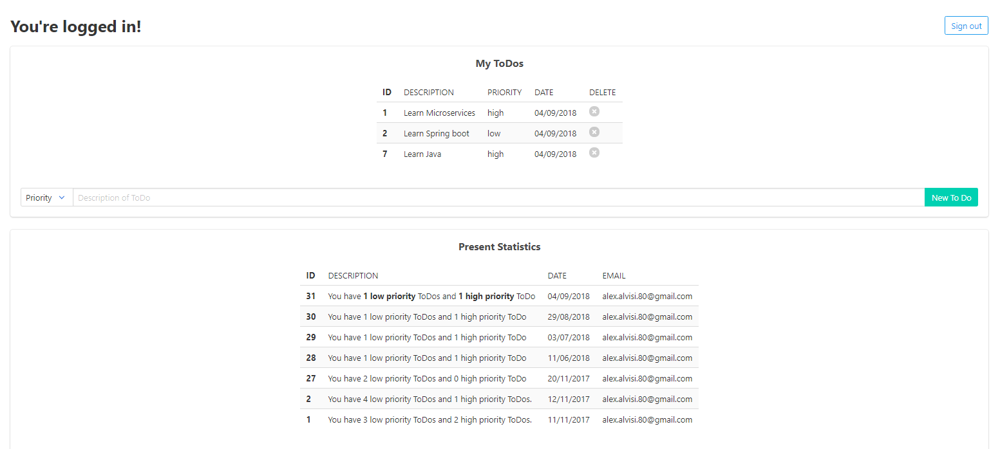 You're logged in!
Sign out
My ToDos
ID DESCRIPTION PRIORITY DATE DELETE
1 Learn Microservices high 04/09/2018
2 Learn Spring boot low 04/09/2018
7 Learn Java high 04/09/2018
Priority Description of ToDo New To Do
Present Statistics
ID DESCRIPTION DATE EMAIL
31 You have 1 low priority ToDos and 1 high priority ToDo 04/09/2018 alex.alvisi.80@gmail.com
30 You have 1 low priority ToDos and 1 high priority ToDo 29/08/2018 alex.alvisi.80@gmail.com
29 You have 1 low priority ToDos and 1 high priority ToDo 03/07/2018 alex.alvisi.80@gmail.com
28 You have 1 low priority ToDos and 1 high priority ToDo 11/06/2018 alex.alvisi.80@gmail.com
27 You have 2 low priority ToDos and 0 high priority ToDo 20/11/2017 alex.alvisi.80@gmail.com
2 You have 4 low priority ToDos and 1 high priority ToDos. 12/11/2017 alex.alvisi.80@gmail.com
1 You have 3 low priority ToDos and 2 high priority ToDos. 11/11/2017 alex.alvisi.80@gmail.com